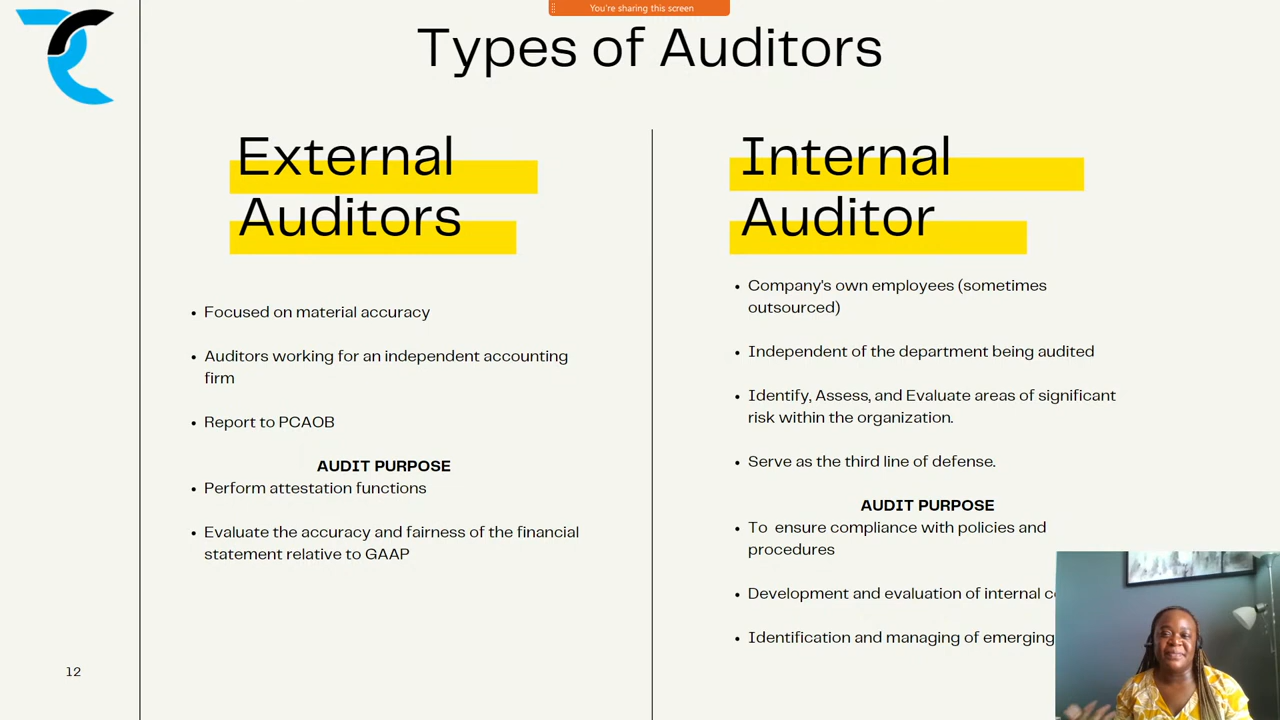 You're sharing this screen
Types of Auditors
External
Auditors
• Focused on material accuracy
• Auditors working for an independent accounting
firm
• Report to PCAOB
AUDIT PURPOSE
• Perform attestation functions
• Evaluate the accuracy and fairness of the financial
statement relative to GAAP
Internal
Auditor
• Company's own employees (sometimes
outsourced)
• Independent of the department being audited
• Identify, Assess, and Evaluate areas of significant
risk within the organization.
• Serve as the third line of defense.
AUDIT PURPOSE
• To ensure compliance with policies and
procedures
• Development and evaluation of internal
• Identification and managing of emerging
12